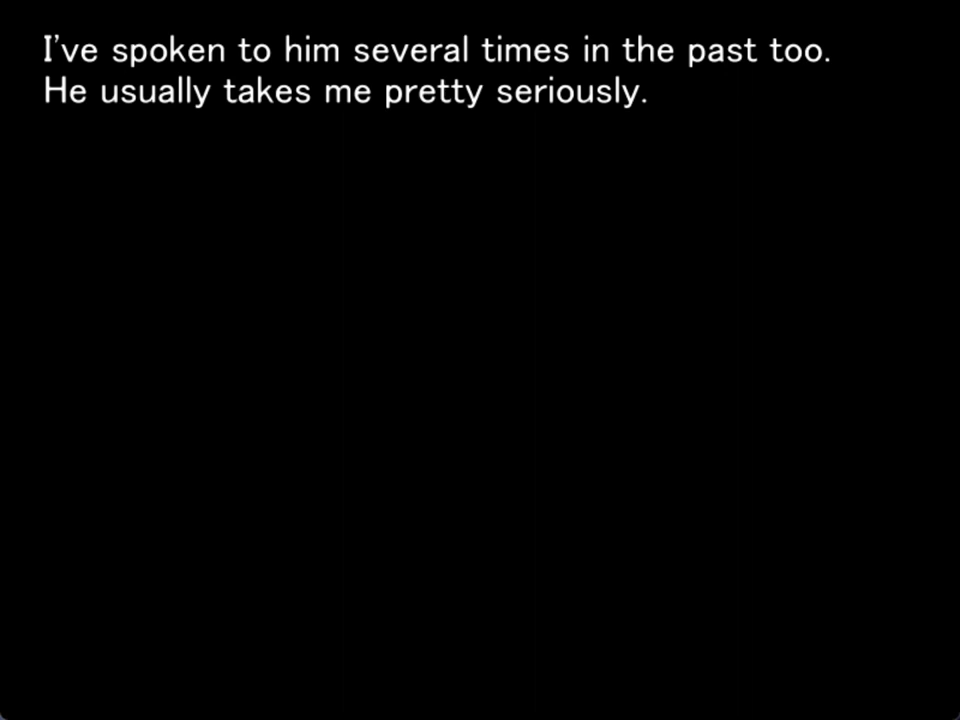 I've spoken to him several times in the past too.
He usually takes me pretty seriously.